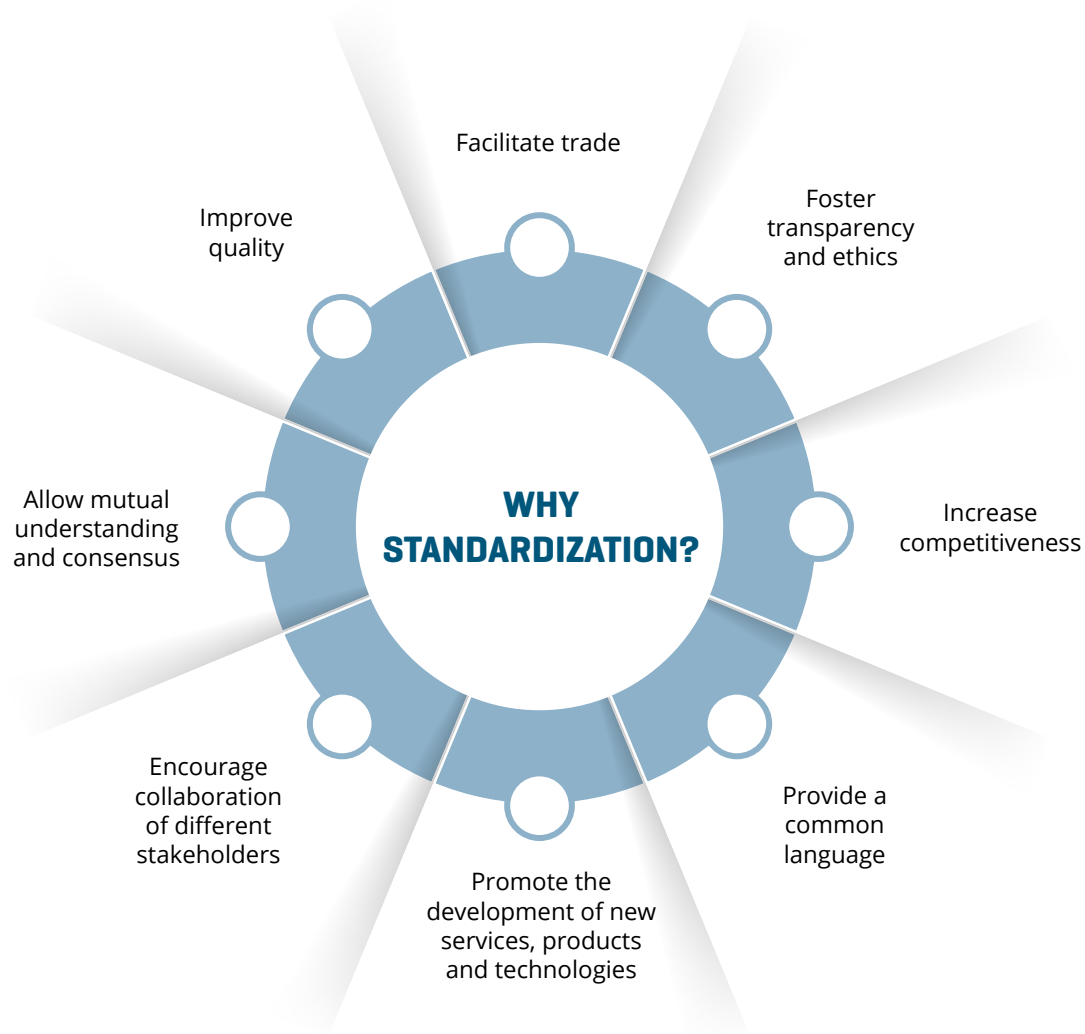 Facilitate trade
Foster
transparency
and ethics
Increase
competitiveness
Provide a
common
language
Promote the
development of new
services, products
and technologies
Encourage
collaboration
of different
stakeholders
Allow mutual
understanding
and consensus
Improve
quality
WHY
STANDARDIZATION?